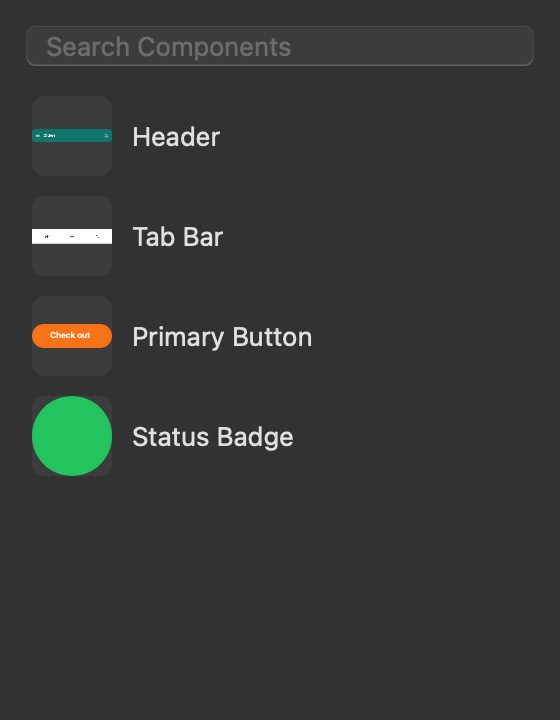 Search Components
Header
Tab Bar
Check out
Primary Button
Status Badge